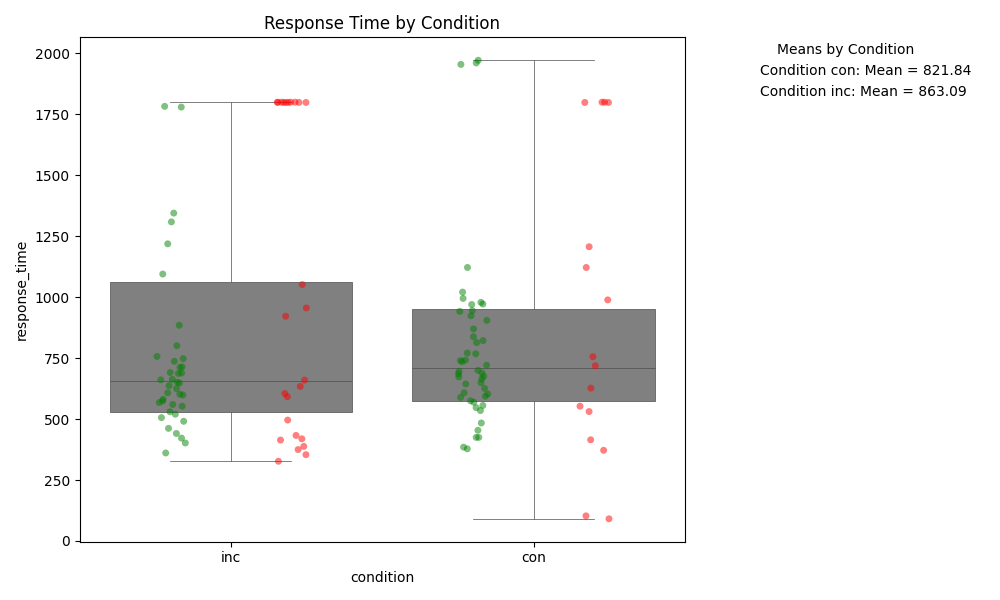 Response Time by Condition
Means by Condition
Condition con: Mean = 821.84
Condition inc: Mean = 863.09
2000
1750
1500
1250
1000
750
500
250
0
response_time
inc con
condition